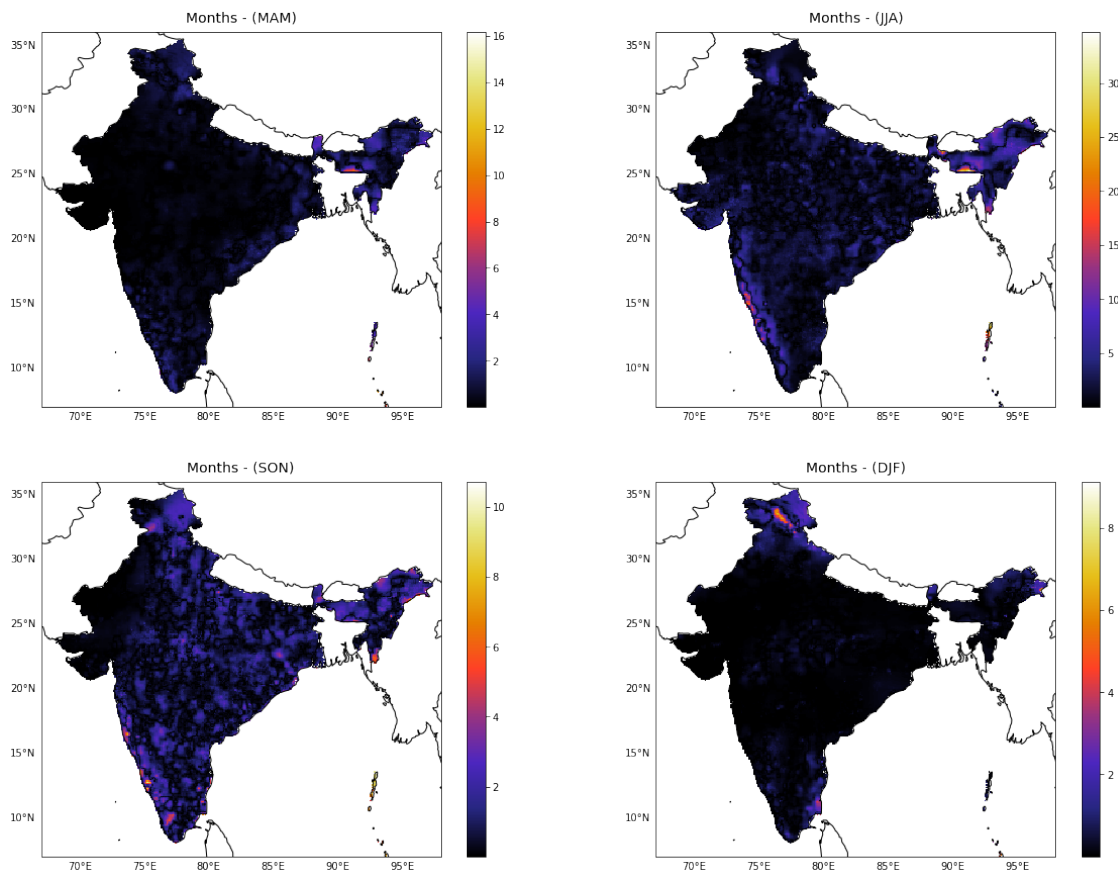 Months - (MAM)
35°N
30°N
25°N
20°N
15°N
10°N
70°E 75°E 80°E 85°E 90°E 95°E
16
14
12
10
8
6
4
2
Months - (JJA)
35°N
30°N
25°N
20°N
15°N
10°N
70°E 75°E 80°E 85°E 90°E 95°E
30
25
20
15
10
5
Months - (SON)
35°N
30°N
25°N
20°N
15°N
10°N
70°E 75°E 80°E 85°E 90°E 95°E
10
8
6
4
2
Months - (DJF)
35°N
30°N
25°N
20°N
15°N
10°N
70°E 75°E 80°E 85°E 90°E 95°E
8
6
4
2